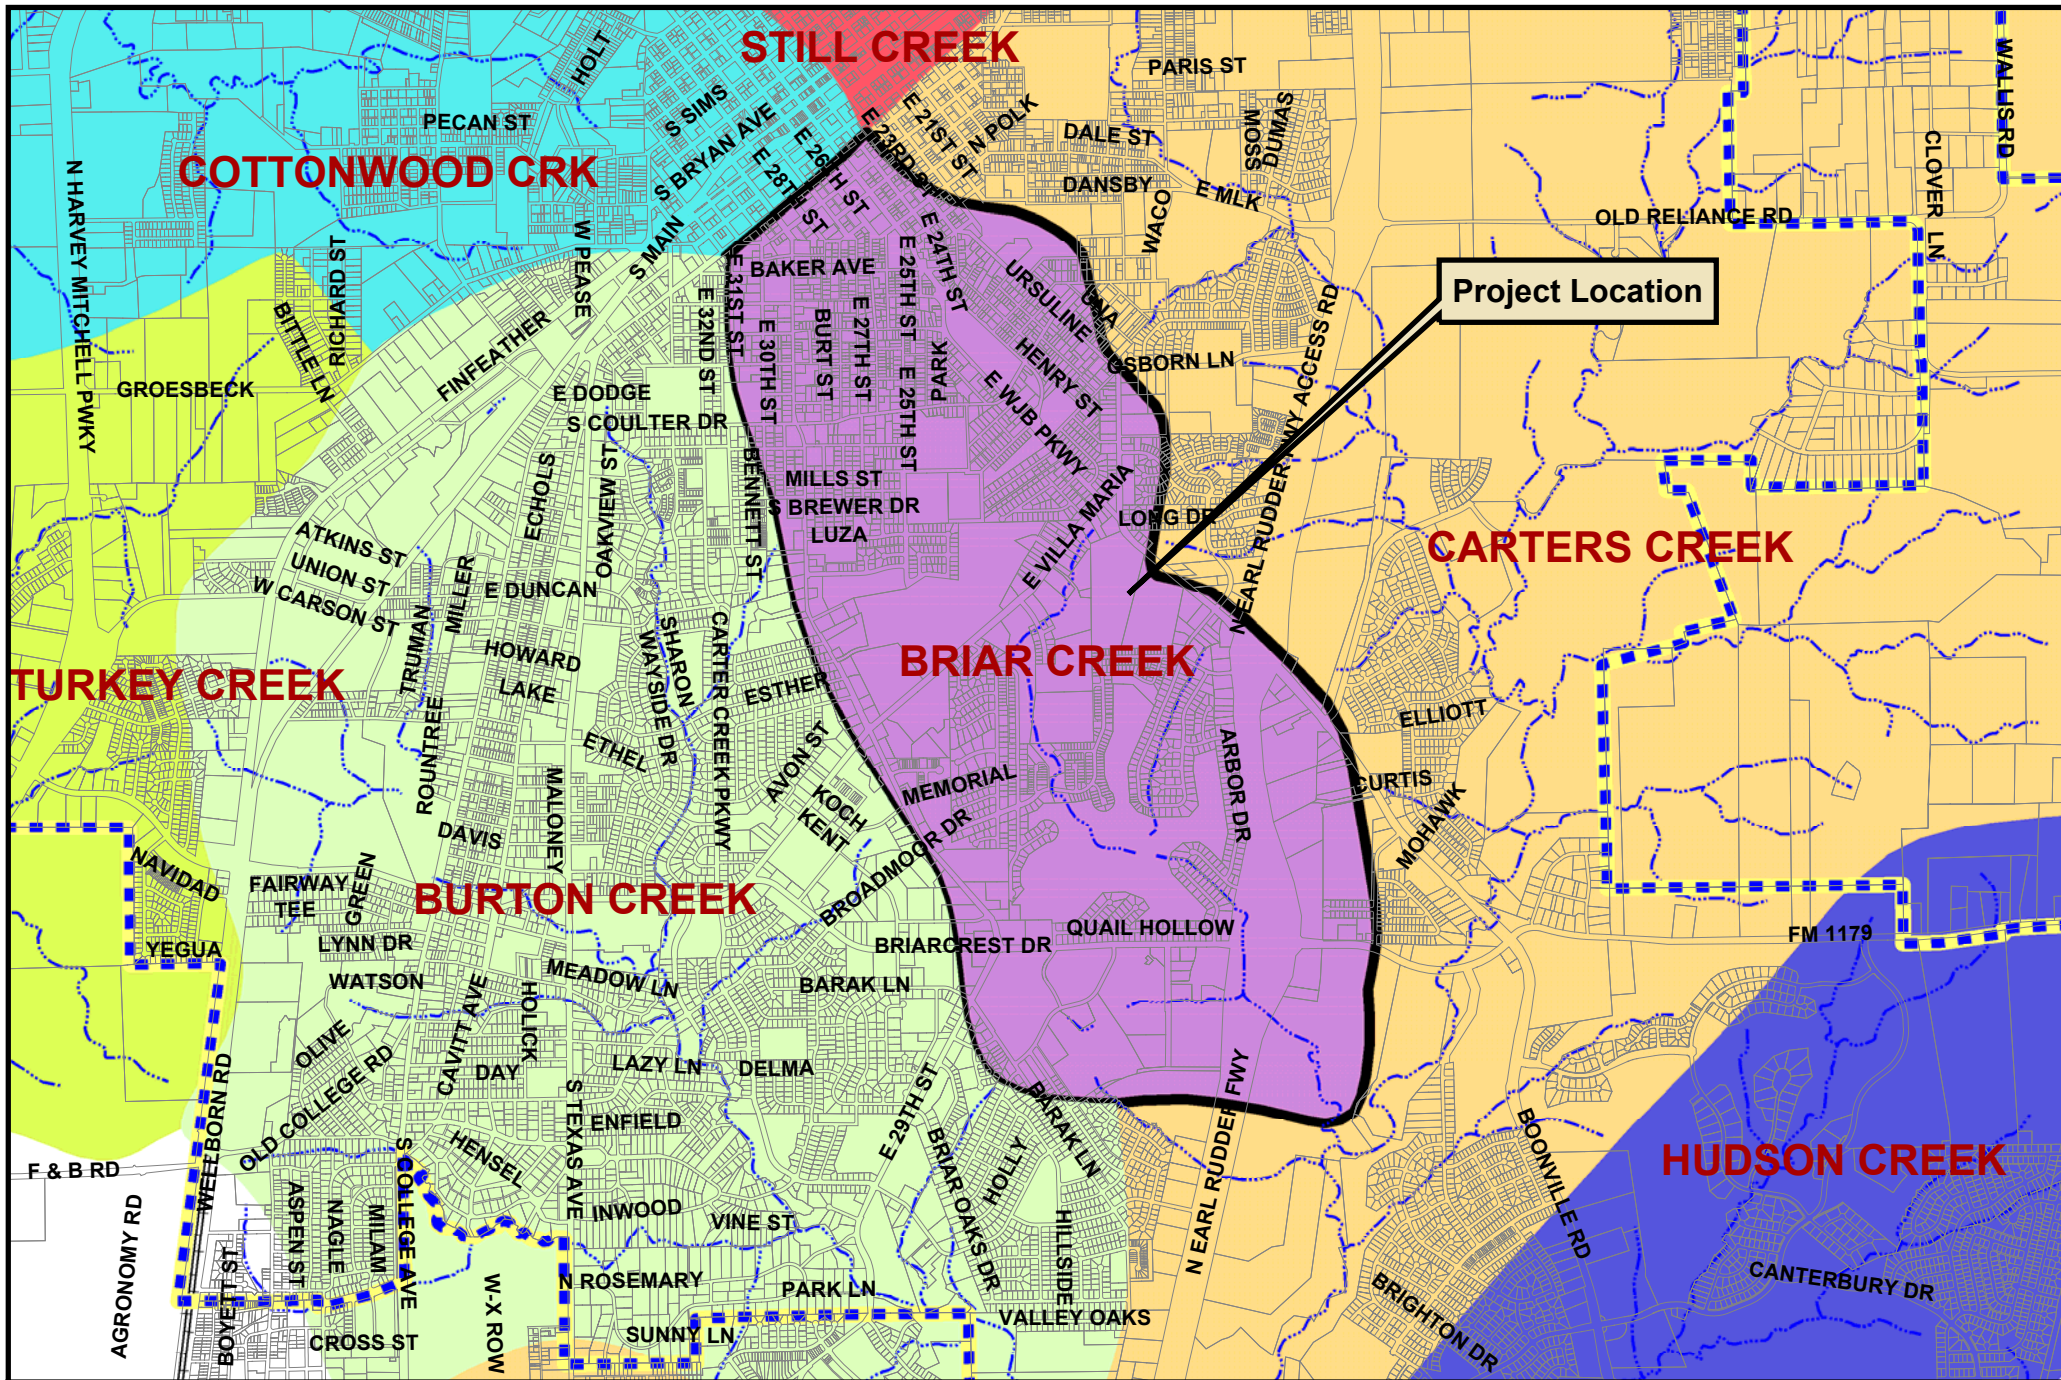 STILL CREEK
HOLT
PARIS ST
WALLIS RD
S SIMS
PECAN ST
S BRYAN AVE
E 26TH ST
E 23RD ST
E 21ST ST
N POLK
DALE ST
MOSS
DUMAS
CLOVER LN
COTTONWOOD CRK
E 28TH ST
DANSBY
WACO
E MLK
OLD RELIANCE RD
N HARVEY MITCHELL PWKY
RICHARD ST
W PEASE
S MAIN
E 31ST ST
BAKER AVE
E 25TH ST
E 24TH ST
URSULINE
UNA
Project Location
BITTLE LN
FINFEATHER
E 32ND ST
E 30TH ST
BURT ST
E 27TH ST
PARK
HENRY ST
OSBORN LN
N EARL RUDDER FWY ACCESS RD
GROESBECK
E DODGE
S COULTER DR
E 25TH ST
E WJB PKWY
ECHOLS
OAKVIEW ST
BENNETT ST
MILLS ST
S BREWER DR
LUZA
E VILLA MARIA
LONG DR
CARTERS CREEK
ATKINS ST
UNION ST
W CARSON ST
TRUMAN
MILLER
E DUNCAN
HOWARD
LAKE
SHARON
WAYSIDE DR
CARTER CREEK PKWY
ESTHER
BRIAR CREEK
TURKEY CREEK
ROUNTREE
ETHEL
AVON ST
KOCH
KENT
MEMORIAL
ARBOR DR
ELLIOTT
CURTIS
MOHAWK
MALONEY
DAVIS
NAVIDAD
FAIRWAY
TEE
GREEN
BURTON CREEK
BROADMOOR DR
QUAIL HOLLOW
BRIARCREST DR
FM 1179
YEGUA
LYNN DR
WATSON
CAVITT AVE
HOLICK
MEADOW LN
BARAK LN
OLIVE
OLD COLLEGE RD
DAY
LAZY LN
DELMA
E 29TH ST
BARAK LN
N EARL RUDDER FWY
WELLBORN RD
S TEXAS AVE
ENFIELD
HENSEL
BRIAR OAKS DR
HOLLY
BOONVILLE RD
HUDSON CREEK
F & B RD
S COLLEGE AVE
AGRONOMY RD
ASPEN ST
NAGLE
MILAM
INWOOD
VINE ST
HILLSIDE
BOYETT ST
W.X ROW
N ROSEMARY
PARK LN
VALLEY OAKS
CANTERBURY DR
BRIGHTON DR
CROSS ST
SUNNY LN